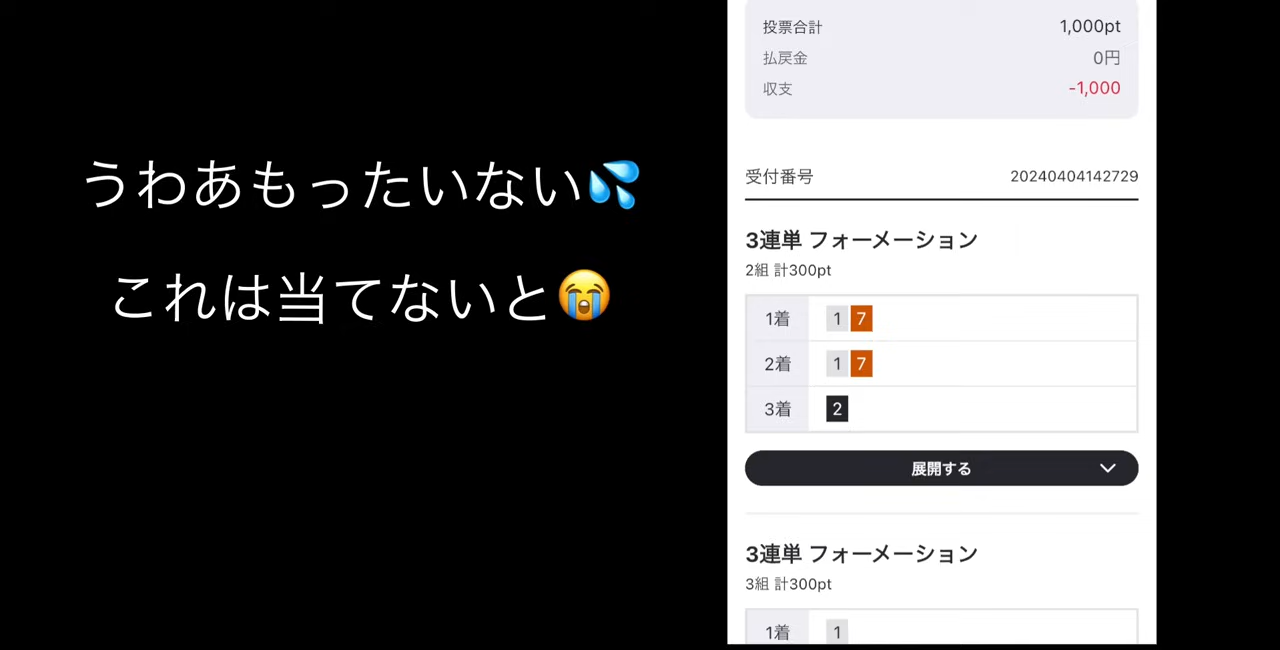 うわあもったいない💦
これは当てないと😭
投票合計 1,000pt
払戻金 0円
収支 -1,000
受付番号 20240404142729
3連単 フォーメーション
2組 計300pt
1着 1 7
2着 1 7
3着 2
展開する
3連単 フォーメーション
3組 計300pt
1着 1